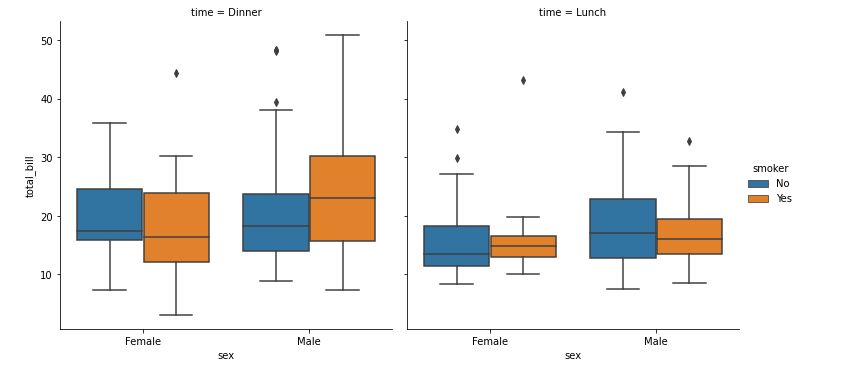 time = Dinner
time = Lunch
50
40
30
20
10
total_bill
Female
Male
sex
Female
Male
sex
smoker
No
Yes